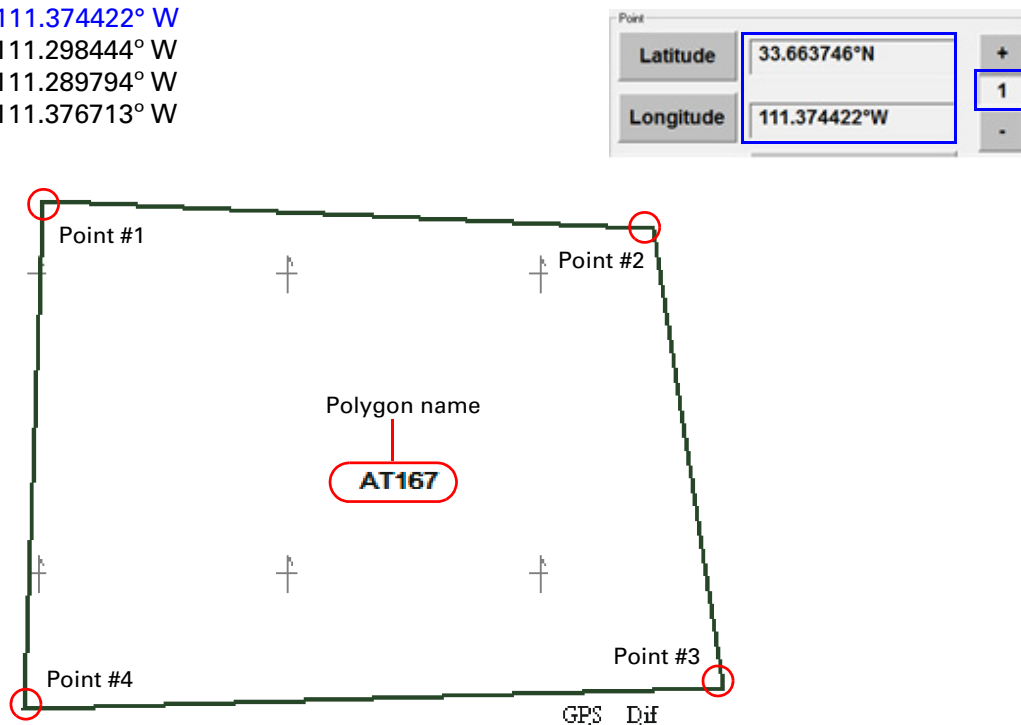 111.374422° W
111.298444° W
111.289794° W
111.376713° W
Point
Latitude
33.663746°N
+
1
Longitude
111.374422°W
-
Point #1
Point #2
Polygon name
AT167
Point #3
Point #4
GPS Dif